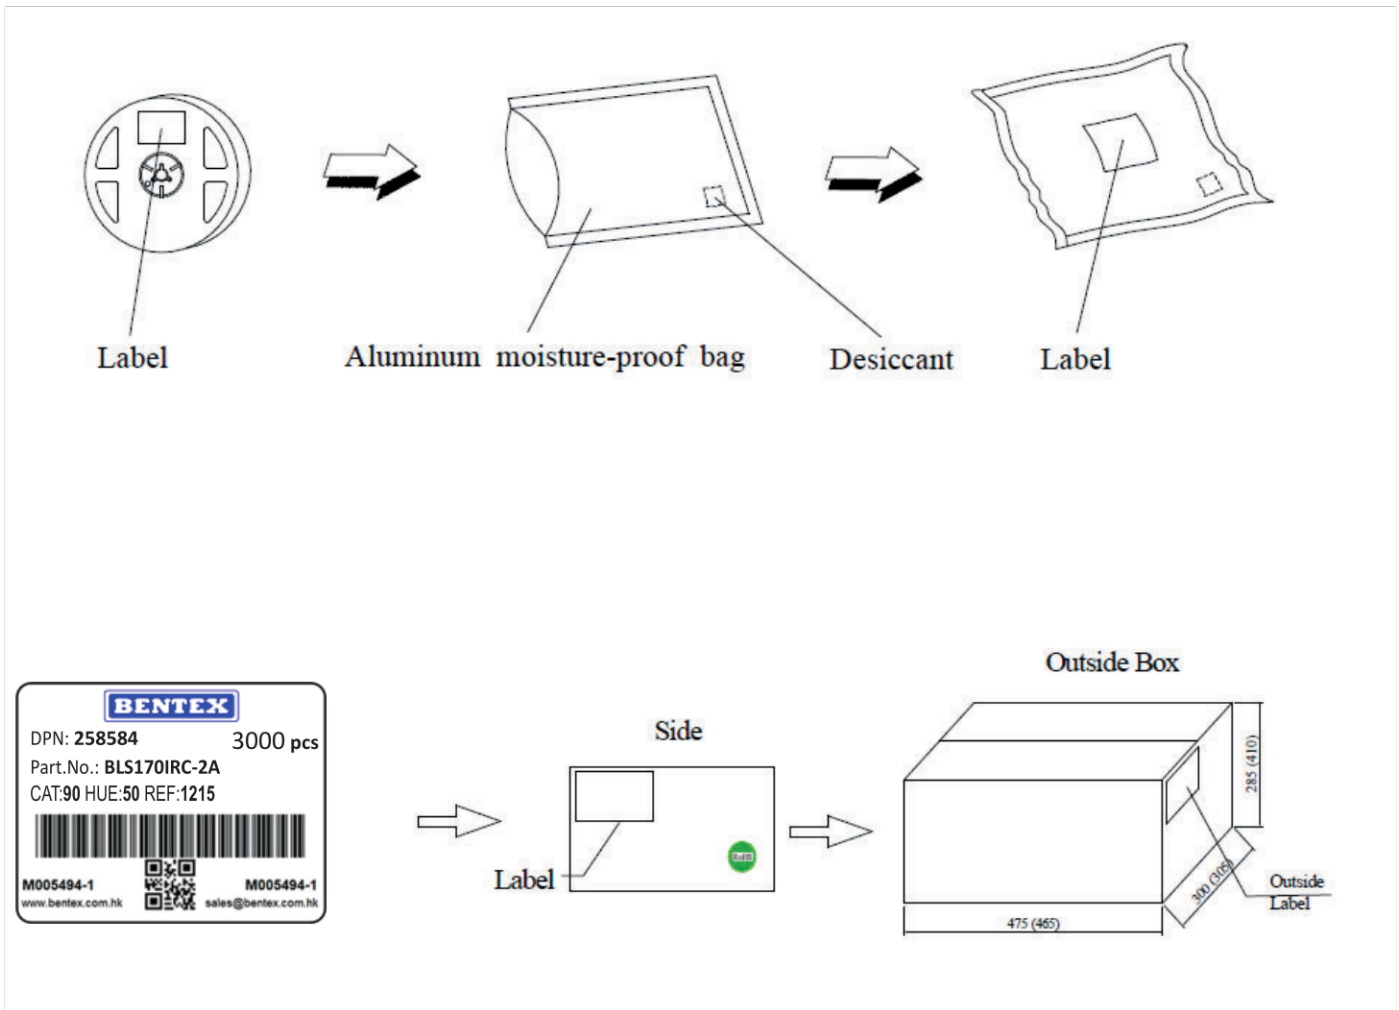 Label
Aluminum moisture-proof bag
Desiccant
Label
BENTEX
DPN: 258584
3000 pcs
Part.No.: BLS170IRC-2A
CAT:90 HUE:50 REF:1215
M005494-1
M005494-1
www.bentex.com.hk
sales@bentex.com.hk
Side
Label
RoHS
Outside Box
285 (410)
300 (305)
475 (465)
Outside
Label